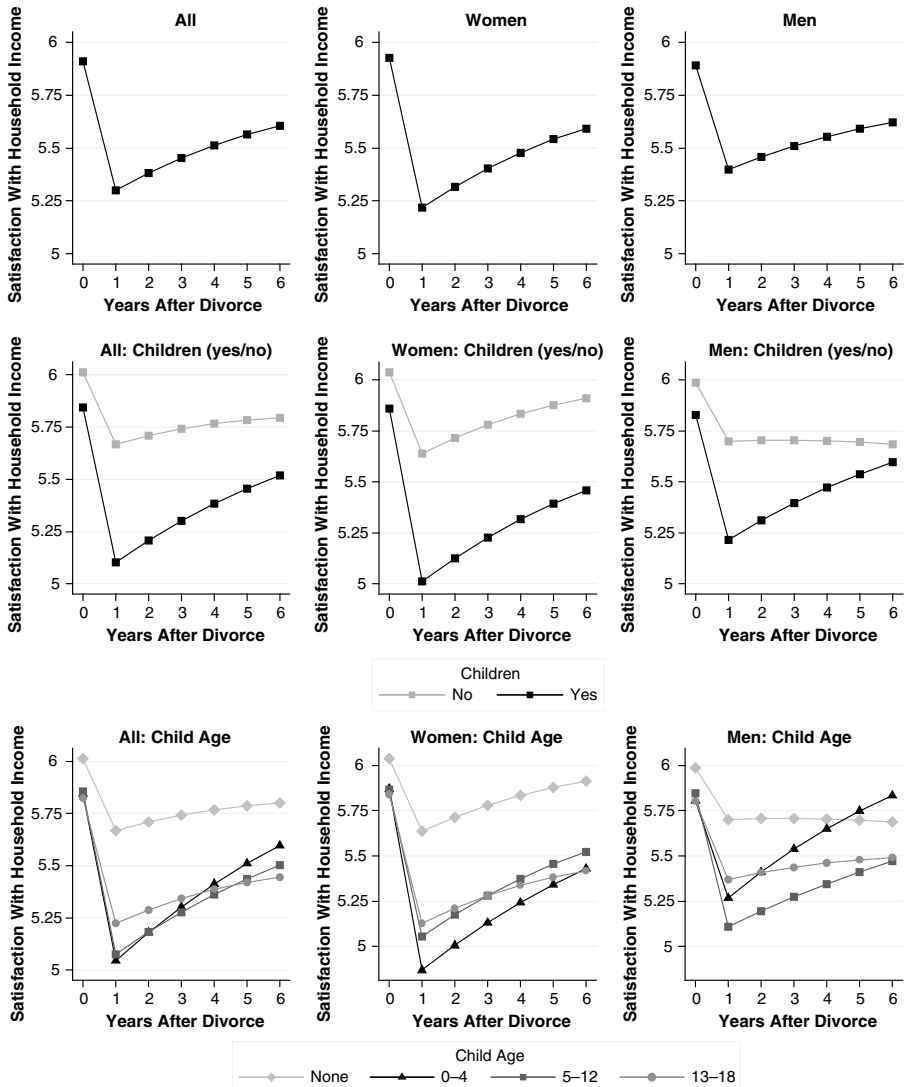 All
Women
Men
Satisfaction With Household Income
6
5.75
5.5
5.25
5
0 1 2 3 4 5 6
Years After Divorce
Satisfaction With Household Income
6
5.75
5.5
5.25
5
0 1 2 3 4 5 6
Years After Divorce
Satisfaction With Household Income
6
5.75
5.5
5.25
5
0 1 2 3 4 5 6
Years After Divorce
All: Children (yes/no)
Women: Children (yes/no)
Men: Children (yes/no)
Satisfaction With Household Income
6
5.75
5.5
5.25
5
0 1 2 3 4 5 6
Years After Divorce
Satisfaction With Household Income
6
5.75
5.5
5.25
5
0 1 2 3 4 5 6
Years After Divorce
Satisfaction With Household Income
6
5.75
5.5
5.25
5
0 1 2 3 4 5 6
Years After Divorce
Children
No Yes
All: Child Age
Women: Child Age
Men: Child Age
Satisfaction With Household Income
6
5.75
5.5
5.25
5
0 1 2 3 4 5 6
Years After Divorce
Satisfaction With Household Income
6
5.75
5.5
5.25
5
0 1 2 3 4 5 6
Years After Divorce
Satisfaction With Household Income
6
5.75
5.5
5.25
5
0 1 2 3 4 5 6
Years After Divorce
Child Age
None 0–4 5–12 13–18